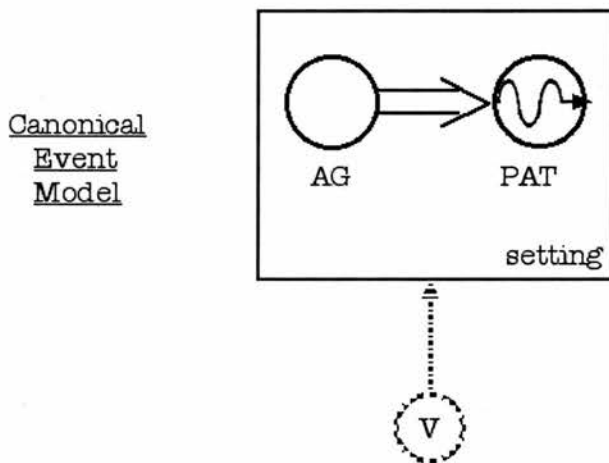 Canonical
Event
Model
AG
PAT
setting
V